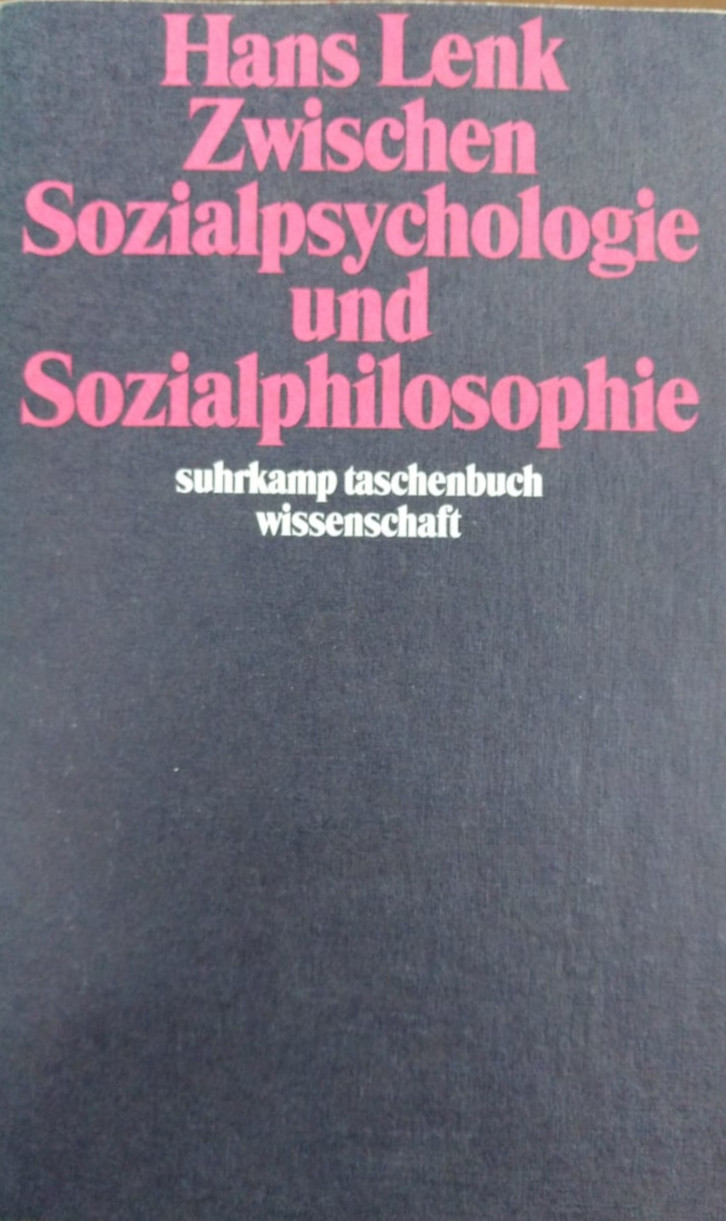 Hans Lenk
Zwischen
Sozialpsychologie
und
Sozialphilosophie
suhrkamp taschenbuch
wissenschaft